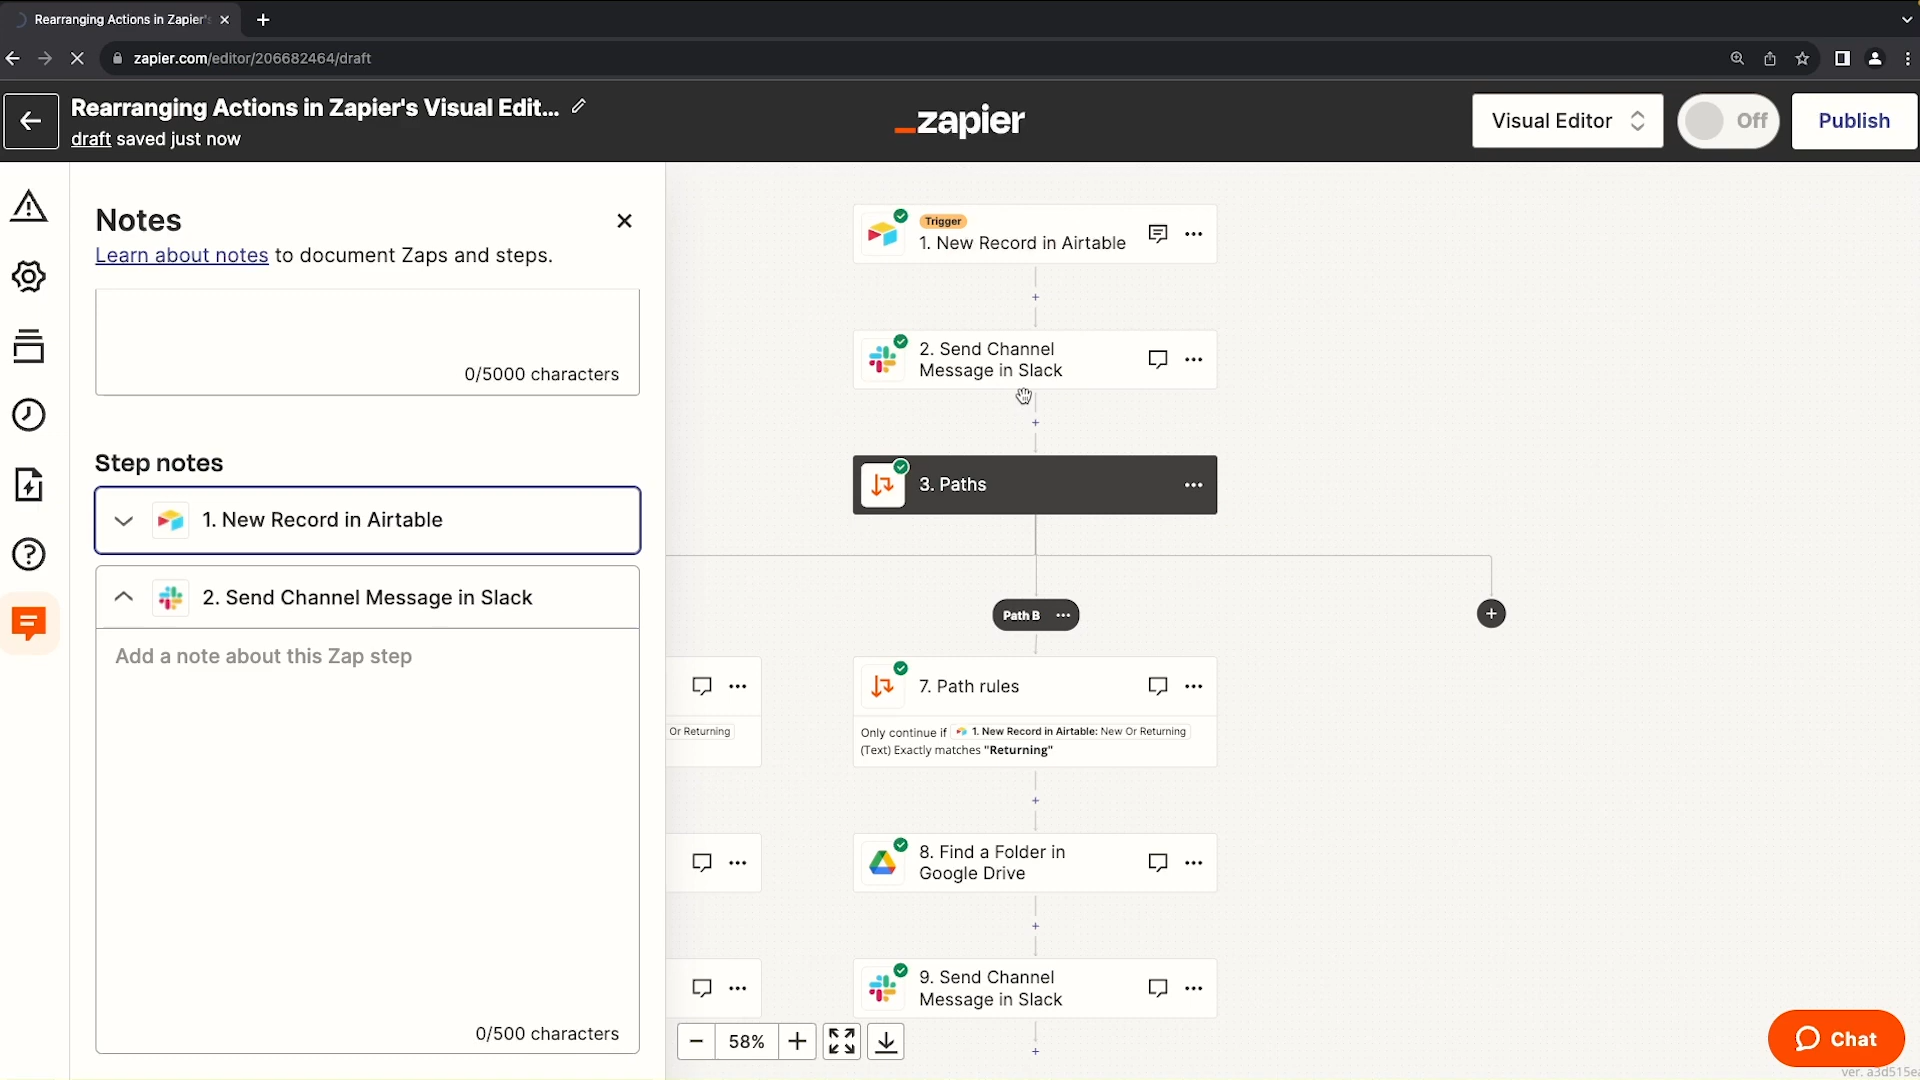 Rearranging Actions in Zapier's
zapier.com/editor/206682464/draft
Rearranging Actions in Zapier's Visual Edit...
draft saved just now
_zapier
Visual Editor
Off
Publish
Notes
Learn about notes to document Zaps and steps.
0/5000 characters
Step notes
1. New Record in Airtable
2. Send Channel Message in Slack
Add a note about this Zap step
0/500 characters
Trigger
1. New Record in Airtable
2. Send Channel
Message in Slack
3. Paths
Path B
Or Returning
7. Path rules
Only continue if 1. New Record in Airtable: New Or Returning
(Text) Exactly matches "Returning"
8. Find a Folder in
Google Drive
9. Send Channel
Message in Slack
58%
Chat
ver. a3d515ea